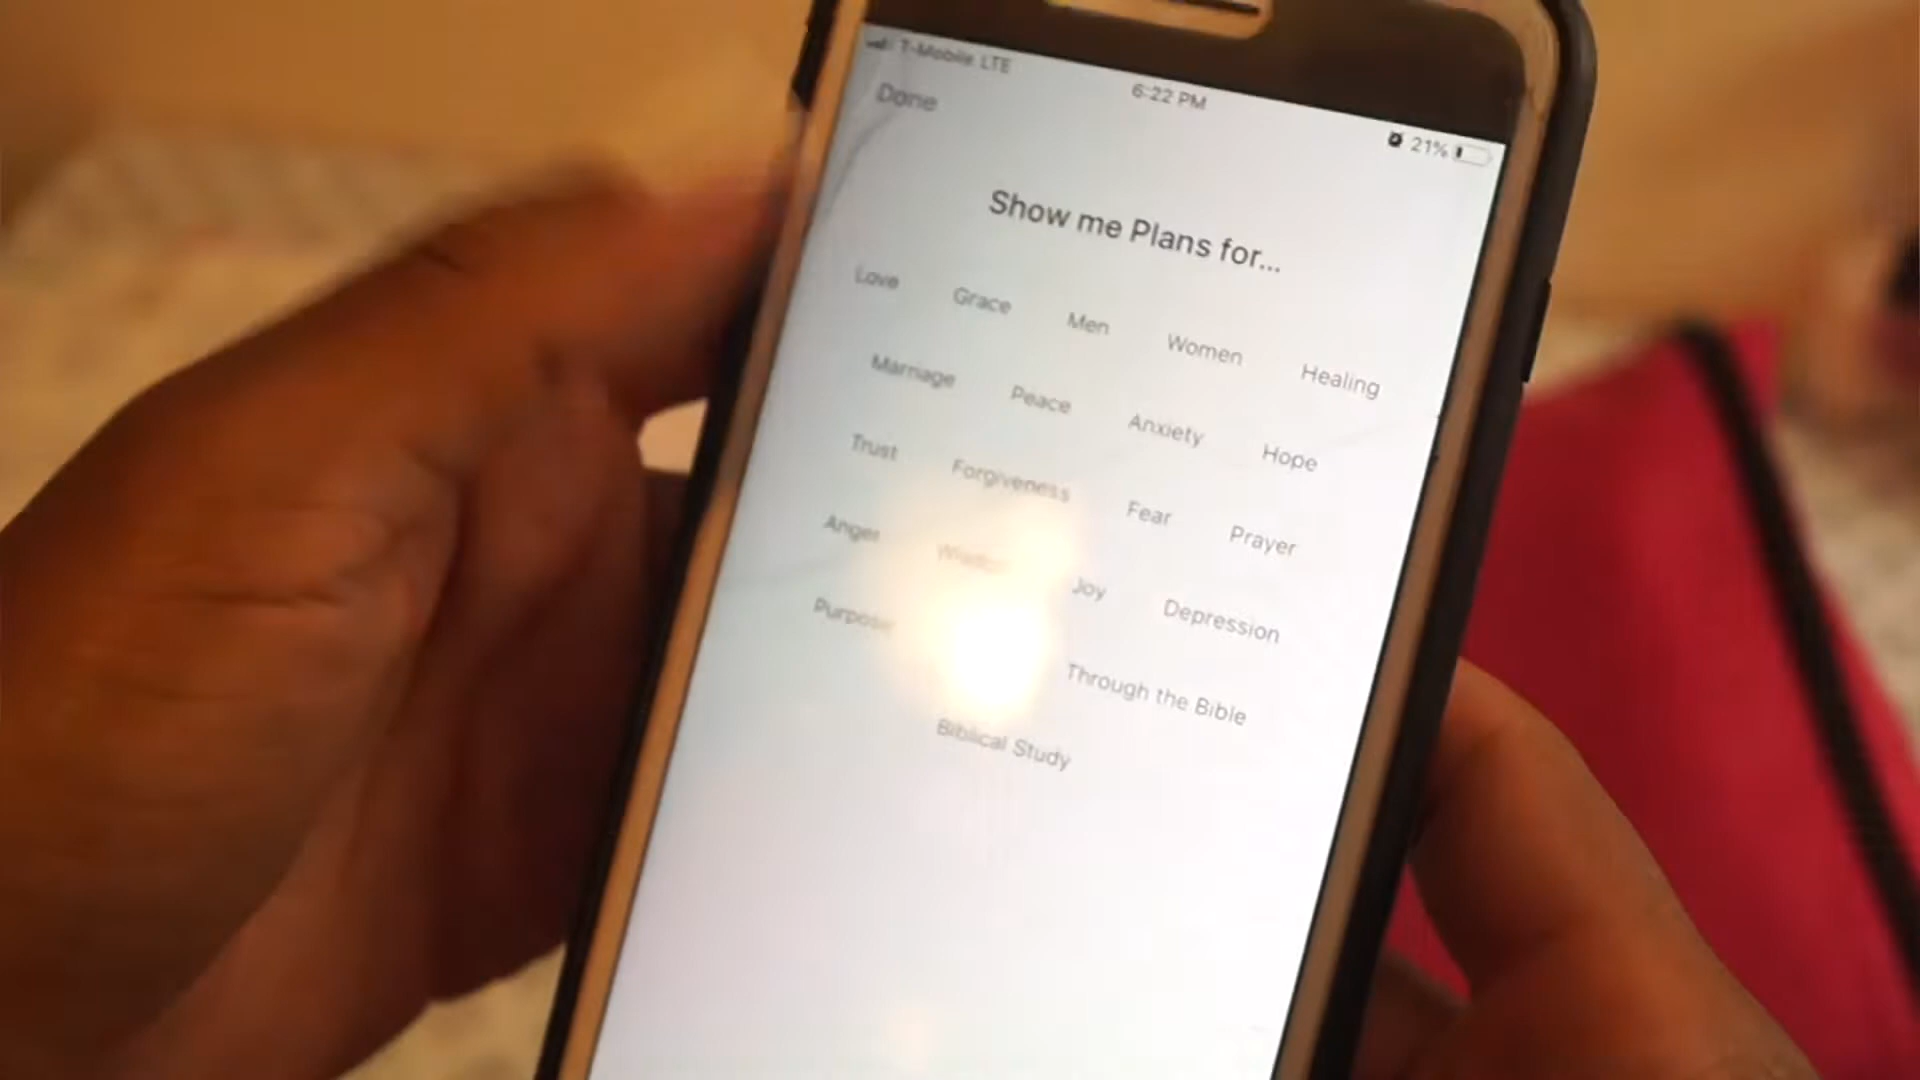 T-Mobile LTE 6:22 PM 21%
Done
Show me Plans for...
Love Grace Men Women Healing
Marriage Peace Anxiety Hope
Trust Forgiveness Fear Prayer
Anger Wisdom Joy Depression
Purpose Through the Bible
Biblical Study